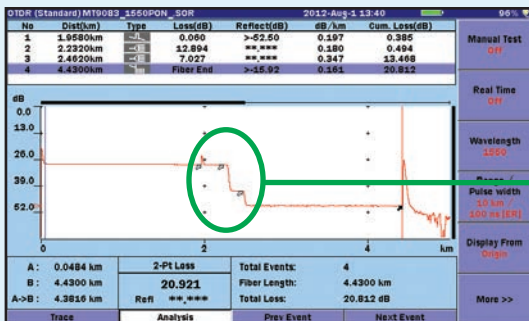 OTDR (Standard) MT9083 _1550PON _SOR 2012-Aug-1 13:40 96%
No Dist(km) Type Loss(dB) Reflect(dB) dB/km Cum. Loss(dB)
1 1.9580km 0.060 >-52.50 0.197 0.385
2 2.2320km 12.894 **.*** 0.180 0.494
3 2.4620km 7.027 **.*** 0.347 13.468
4 4.4300km Fiber End >-15.92 0.161 20.812
Manual Test
Off
Real Time
Off
Wavelength
1550
Pulse width
10 km /
100 ns [ER]
Display From
Origin
More >>
dB
0.0
13.0
26.0
39.0
52.0
0 2 4 km
A: 0.0484 km
B: 4.4300 km
A->B: 4.3816 km
2-Pt Loss
20.921
Refl **.***
Total Events: 4
Fiber Length: 4.4300 km
Total Loss: 20.812 dB
Trace Analysis Prev Event Next Event